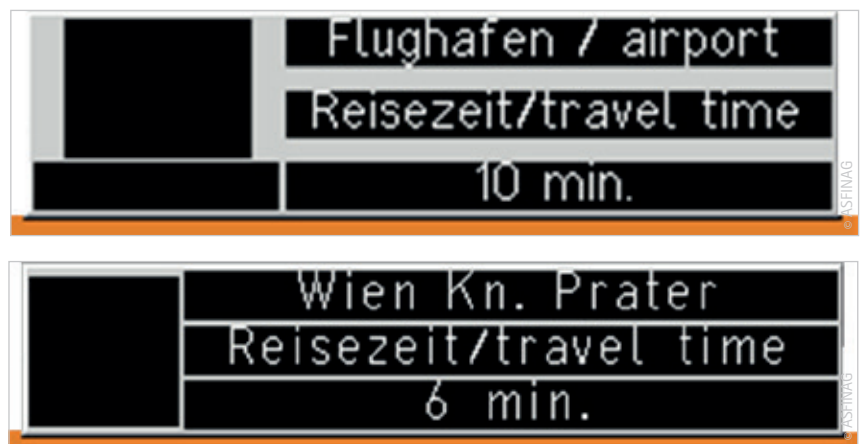 Flughafen / airport
Reisezeit/travel time
10 min.
© ASFINAG
Wien Kn. Prater
Reisezeit/travel time
6 min.
© ASFINAG